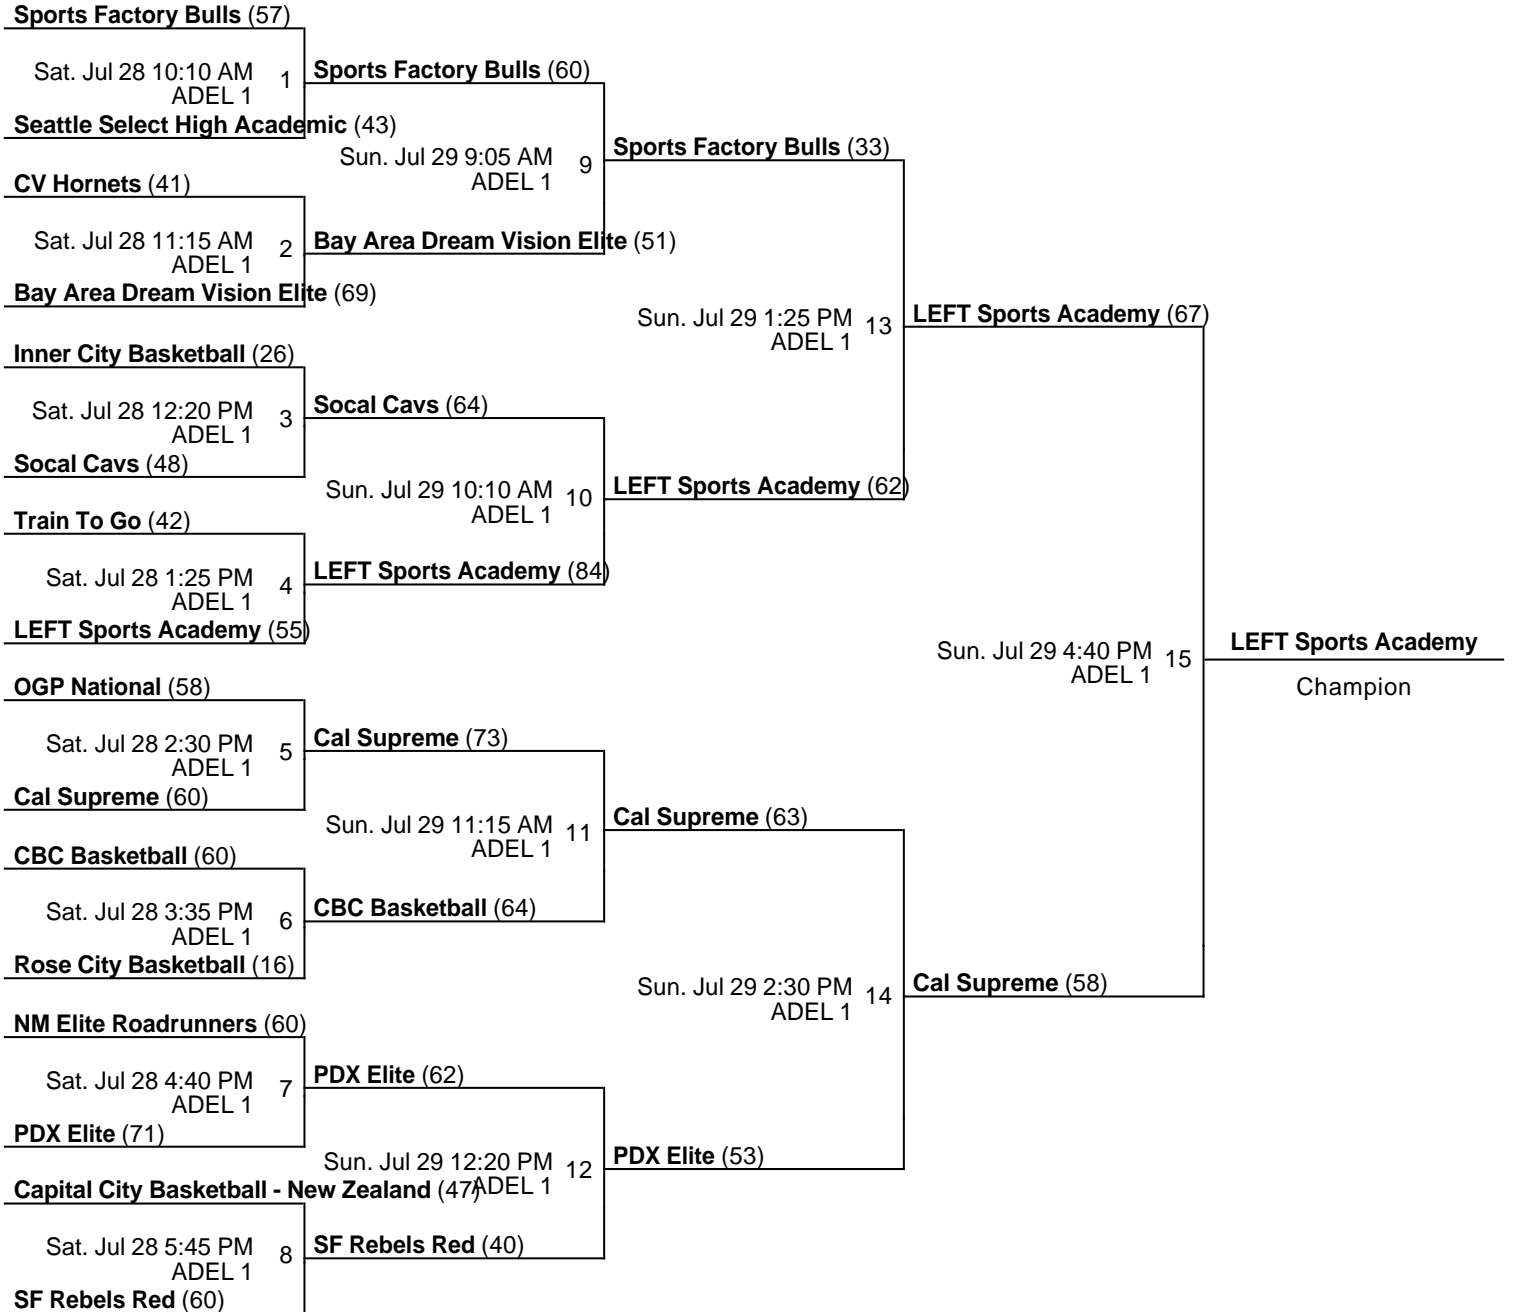 Sports Factory Bulls (57)
Sat. Jul 28 10:10 AM
ADEL 1
1
Seattle Select High Academic (43)
CV Hornets (41)
Sat. Jul 28 11:15 AM
ADEL 1
2
Bay Area Dream Vision Elite (69)
Inner City Basketball (26)
Sat. Jul 28 12:20 PM
ADEL 1
3
Socal Cavs (48)
Train To Go (42)
Sat. Jul 28 1:25 PM
ADEL 1
4
LEFT Sports Academy (55)
OGP National (58)
Sat. Jul 28 2:30 PM
ADEL 1
5
Cal Supreme (60)
CBC Basketball (60)
Sat. Jul 28 3:35 PM
ADEL 1
6
Rose City Basketball (16)
NM Elite Roadrunners (60)
Sat. Jul 28 4:40 PM
ADEL 1
7
PDX Elite (71)
Capital City Basketball - New Zealand (47)
Sat. Jul 28 5:45 PM
ADEL 1
8
SF Rebels Red (60)
Sports Factory Bulls (60)
Sun. Jul 29 9:05 AM
ADEL 1
9
Bay Area Dream Vision Elite (51)
Socal Cavs (64)
Sun. Jul 29 10:10 AM
ADEL 1
10
LEFT Sports Academy (84)
Cal Supreme (73)
Sun. Jul 29 11:15 AM
ADEL 1
11
CBC Basketball (64)
PDX Elite (62)
Sun. Jul 29 12:20 PM
ADEL 1
12
SF Rebels Red (40)
Sports Factory Bulls (33)
Sun. Jul 29 1:25 PM
ADEL 1
13
LEFT Sports Academy (62)
Cal Supreme (63)
Sun. Jul 29 2:30 PM
ADEL 1
14
PDX Elite (53)
LEFT Sports Academy (67)
Sun. Jul 29 4:40 PM
ADEL 1
15
Cal Supreme (58)
LEFT Sports Academy
Champion